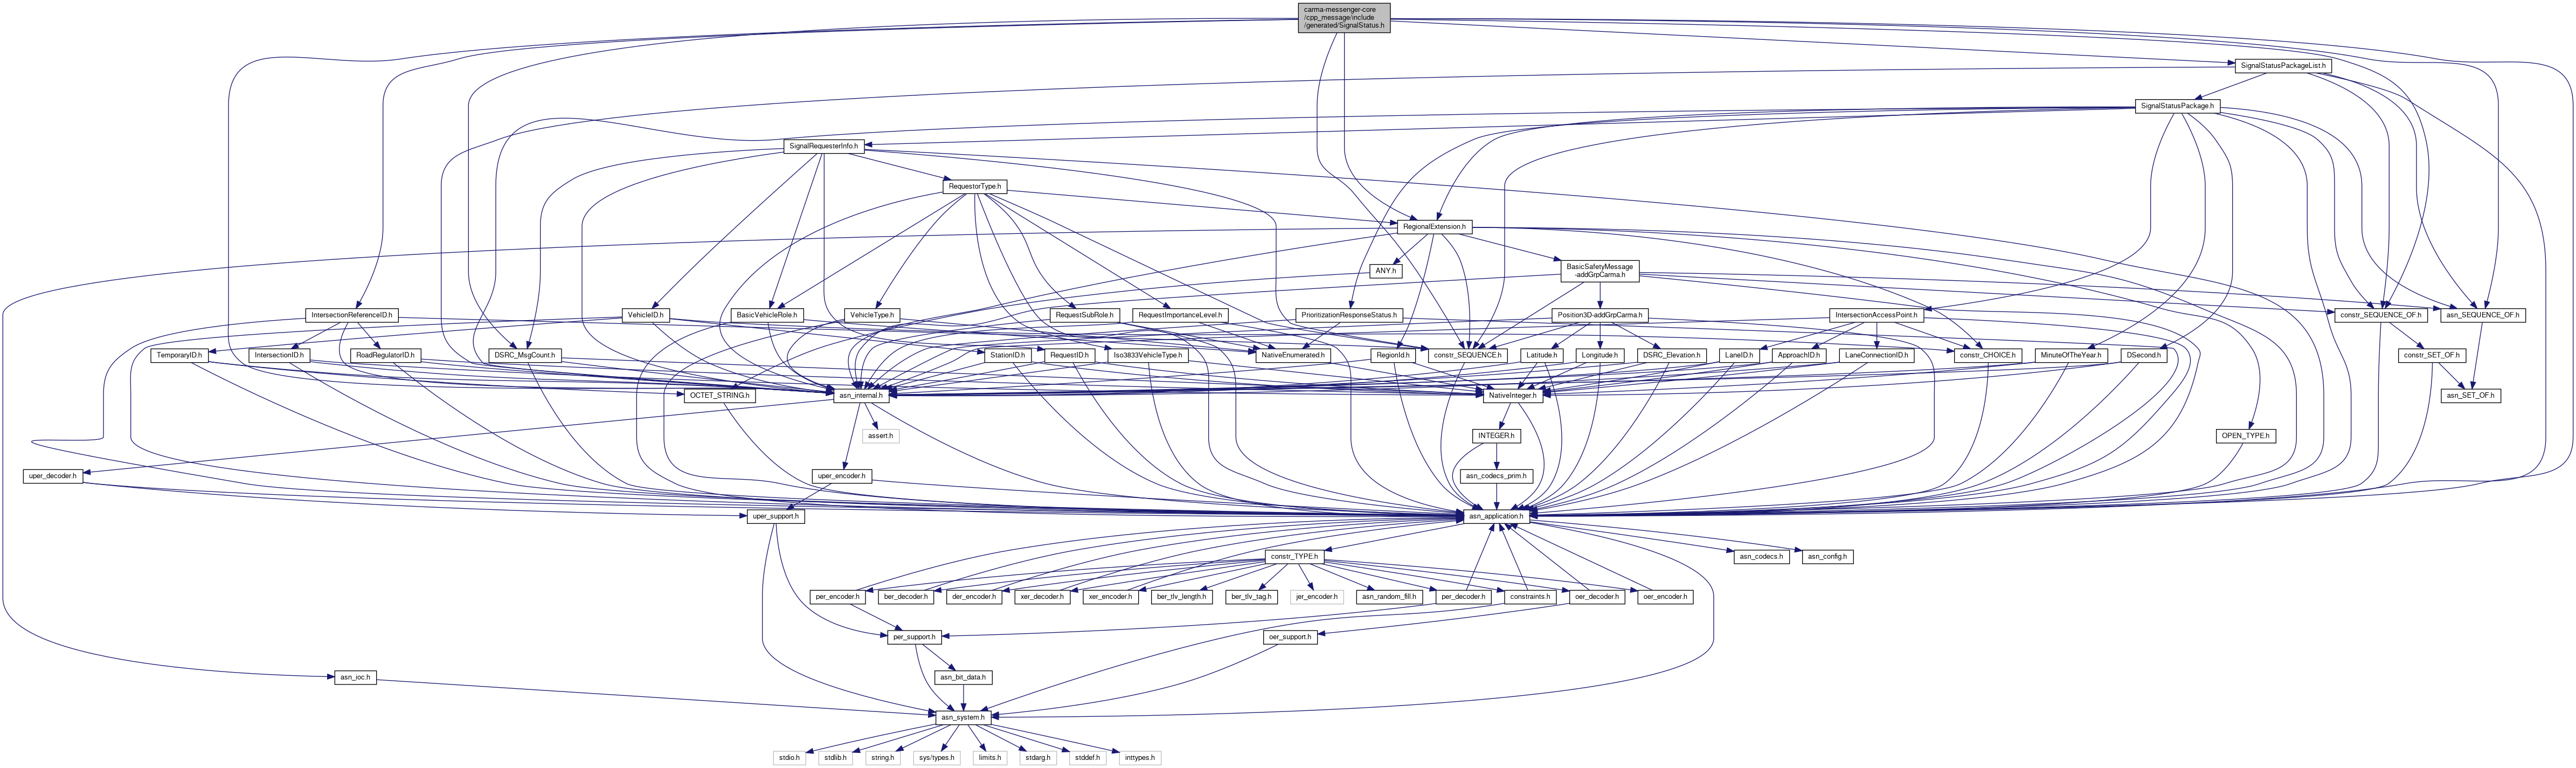 carma-messenger-core
/cpp_message/include
/generated/SignalStatus.h
SignalStatusPackageList.h
SignalStatusPackage.h
SignalRequesterInfo.h
RequestorType.h
RegionalExtension.h
ANY.h
BasicSafetyMessage
-addGrpCarma.h
IntersectionReferenceID.h
VehicleID.h
BasicVehicleRole.h
VehicleType.h
RequestSubRole.h
RequestImportanceLevel.h
PrioritizationResponseStatus.h
Position3D-addGrpCarma.h
IntersectionAccessPoint.h
constr_SEQUENCE_OF.h
asn_SEQUENCE_OF.h
TemporaryID.h
IntersectionID.h
RoadRegulatorID.h
DSRC_MsgCount.h
StationID.h
RequestID.h
Iso3833VehicleType.h
NativeEnumerated.h
RegionId.h
constr_SEQUENCE.h
Latitude.h
Longitude.h
DSRC_Elevation.h
LaneID.h
ApproachID.h
LaneConnectionID.h
constr_CHOICE.h
MinuteOfTheYear.h
DSecond.h
constr_SET_OF.h
OCTET_STRING.h
asn_internal.h
NativeInteger.h
asn_SET_OF.h
assert.h
INTEGER.h
OPEN_TYPE.h
uper_decoder.h
uper_encoder.h
asn_codecs_prim.h
uper_support.h
asn_application.h
constr_TYPE.h
asn_codecs.h
asn_config.h
per_encoder.h
ber_decoder.h
der_encoder.h
xer_decoder.h
xer_encoder.h
ber_tlv_length.h
ber_tlv_tag.h
jer_encoder.h
asn_random_fill.h
per_decoder.h
constraints.h
oer_decoder.h
oer_encoder.h
per_support.h
oer_support.h
asn_ioc.h
asn_bit_data.h
asn_system.h
stdio.h
stdlib.h
string.h
sys/types.h
limits.h
stdarg.h
stddef.h
inttypes.h